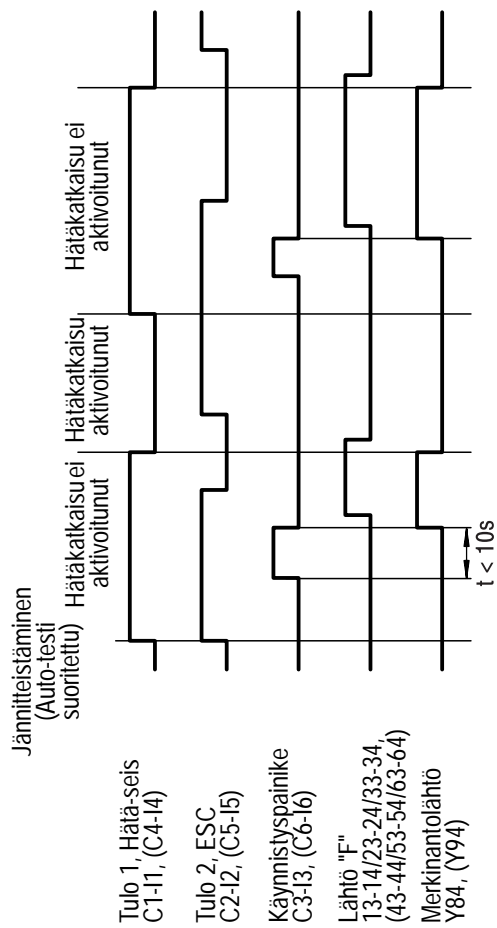 Jännitteistäminen
(Auto-testi
suoritettu)
Hätäkatkaisu ei
aktivoitunut
Hätäkatkaisu
aktivoitunut
Hätäkatkaisu ei
aktivoitunut
Tulo 1, Hätä-seis
C1-I1, (C4-I4)
Tulo 2, ESC
C2-I2, (C5-I5)
Käynnistyspainike
C3-I3, (C6-I6)
Lähtö "F"
13-14/23-24/33-34,
(43-44/53-54/63-64)
Merkinantolähtö
Y84, (Y94)
t < 10s